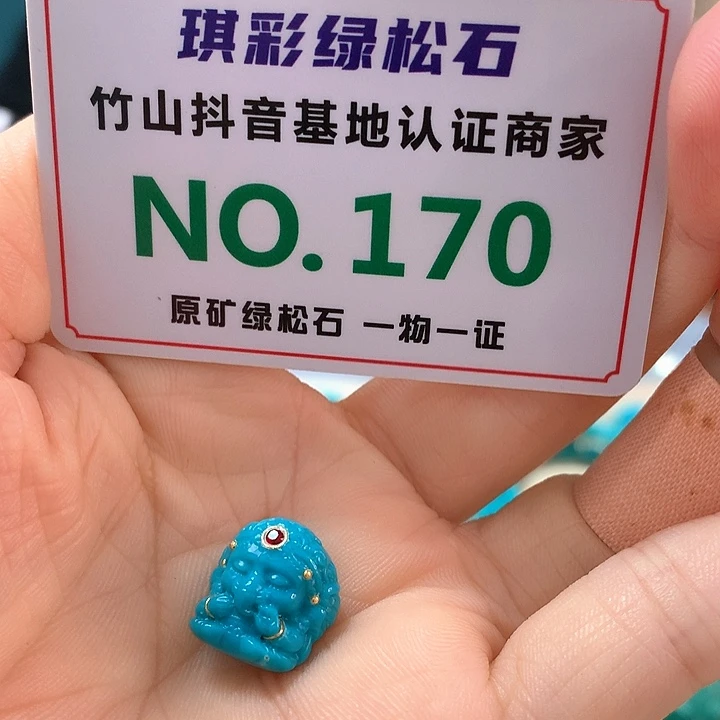 琪彩绿松石
竹山抖音基地认证商家
NO.170
原矿绿松石 一物一证